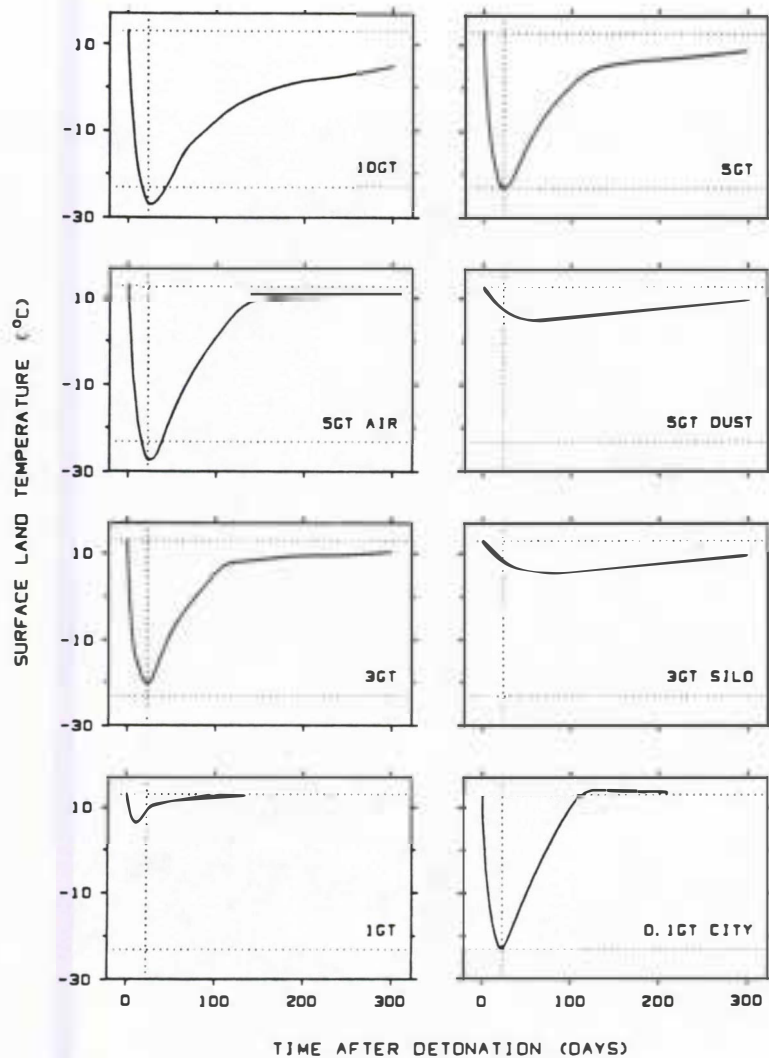 10
-10
-30
10GT
5GT
10
-10
-30
5GT AIR
5GT DUST
10
-10
-30
3GT
3GT SILO
10
-10
-30
1GT
0.1GT CITY
0 100 200 300
0 100 200 300
SURFACE LAND TEMPERATURE (°C)
TIME AFTER DETONATION (DAYS)